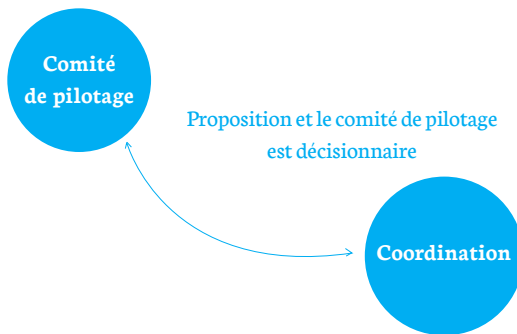 Comité
de pilotage
Proposition et le comité de pilotage
est décisionnaire
Coordination